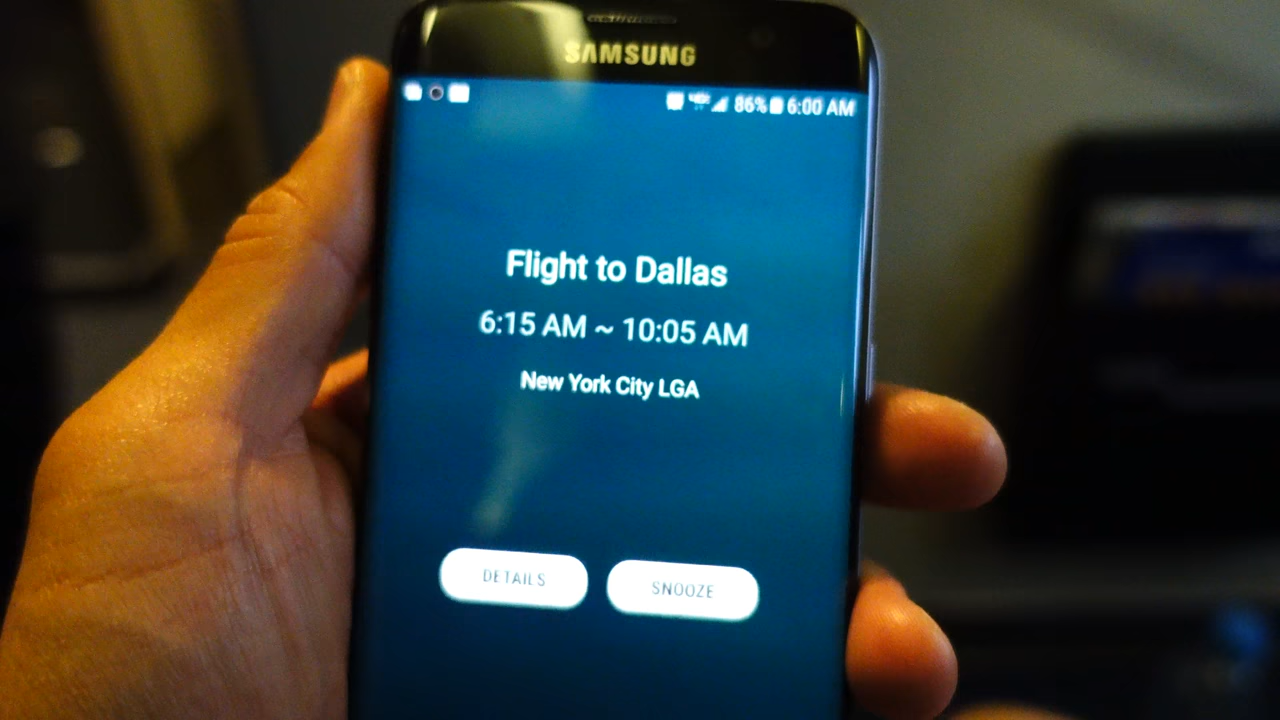 SAMSUNG
86% 6:00 AM
Flight to Dallas
6:15 AM ~ 10:05 AM
New York City LGA
DETAILS SNOOZE